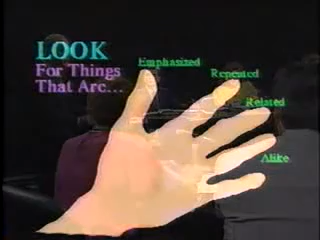 LOOK
For Things
That Are...
Emphasized
Repeated
Related
Alike